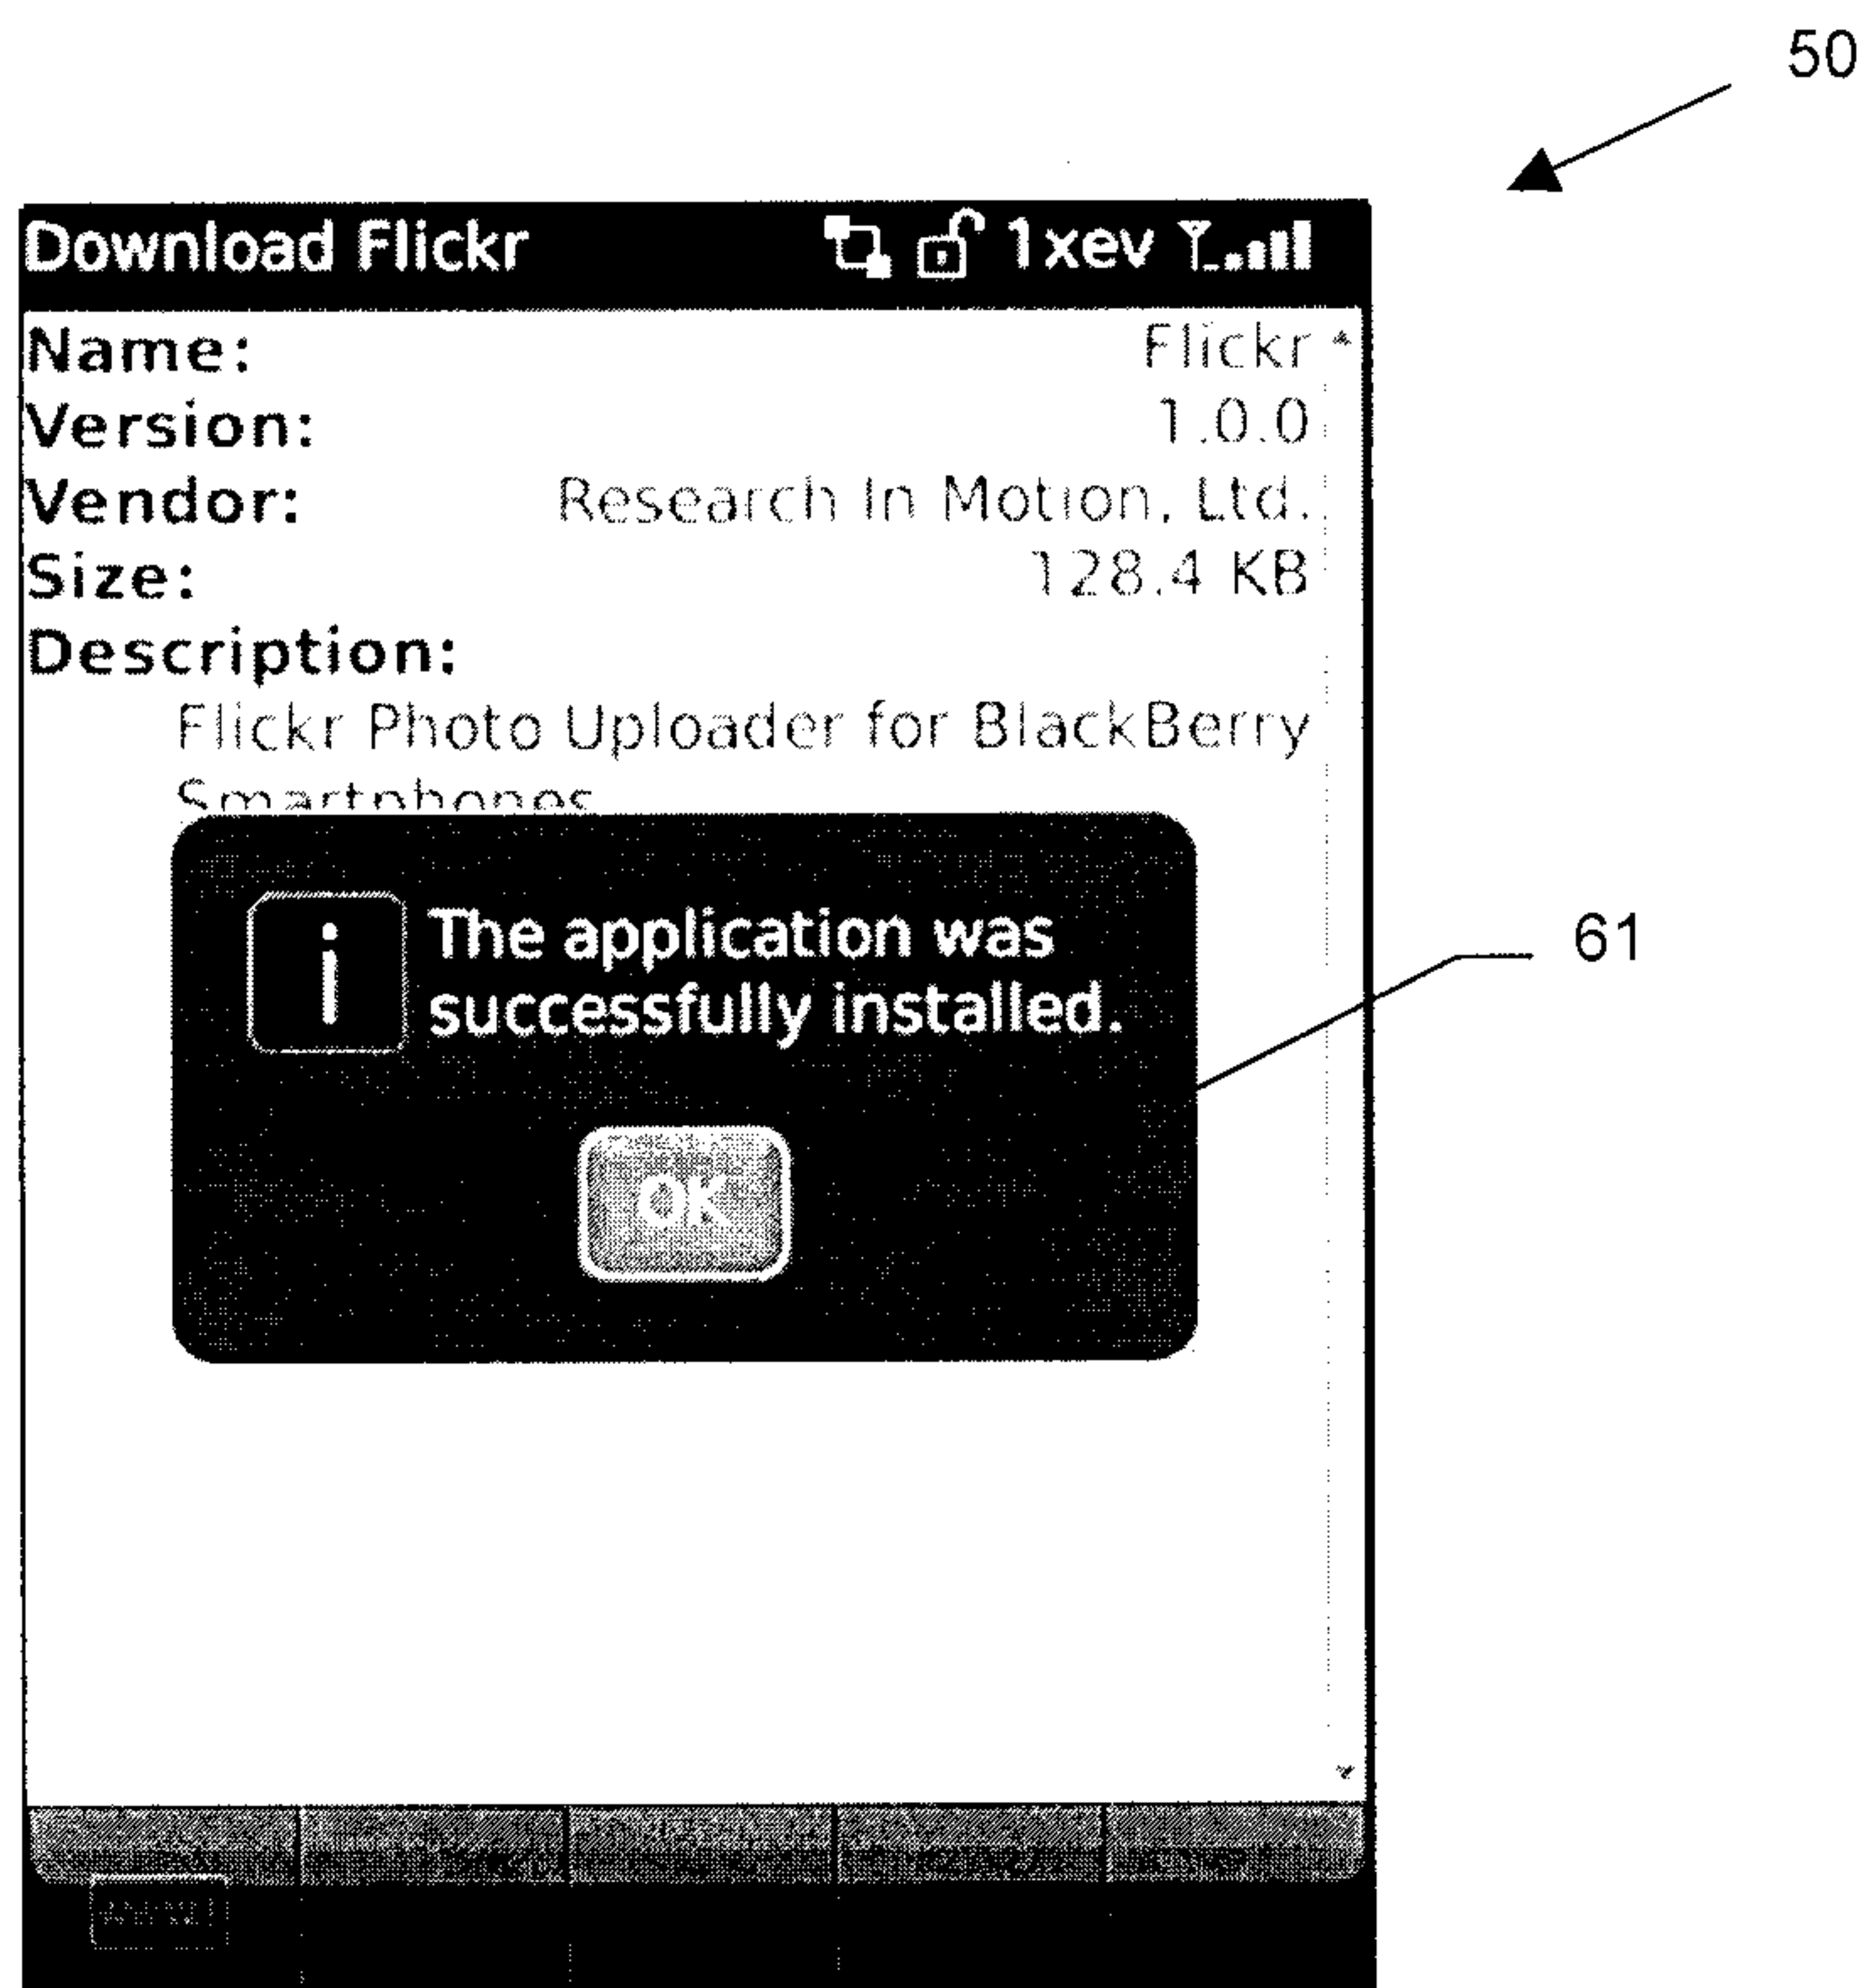 50
Download Flickr 1xev
Name: Flickr
Version: 1.0.0
Vendor: Research In Motion, Ltd.
Size: 128.4 KB
Description:
Flickr Photo Uploader for BlackBerry
Smartphones
i The application was
successfully installed.
61
OK